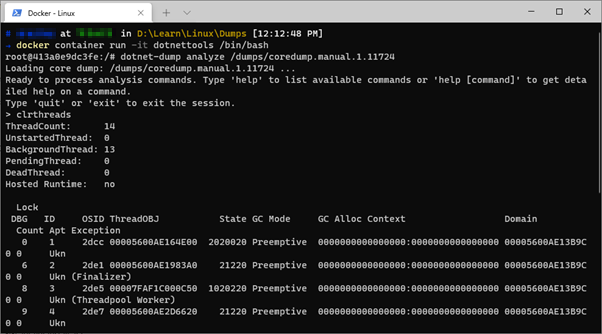 Docker - Linux
at in D:\Learn\Linux\Dumps [12:12:48 PM]
→ docker container run -it dotnettools /bin/bash
root@413a0e9dc3fe:/# dotnet-dump analyze /dumps/coredump.manual.1.11724
Loading core dump: /dumps/coredump.manual.1.11724 ...
Ready to process analysis commands. Type 'help' to list available commands or 'help [command]' to get deta
iled help on a command.
Type 'quit' or 'exit' to exit the session.
> clrthreads
ThreadCount:      14
UnstartedThread:  0
BackgroundThread: 13
PendingThread:    0
DeadThread:       0
Hosted Runtime:   no
Lock
DBG   ID     OSID ThreadOBJ           State GC Mode     GC Alloc Context                  Domain
Count Apt Exception
0    1     2dcc 00005600AE164E00  2020020 Preemptive  0000000000000000:0000000000000000 00005600AE13B9C
0 0     Ukn
6    2     2de1 00005600AE1983A0    21220 Preemptive  0000000000000000:0000000000000000 00005600AE13B9C
0 0     Ukn (Finalizer)
8    3     2de5 00007FAF1C000C50  1020220 Preemptive  0000000000000000:0000000000000000 00005600AE13B9C
0 0     Ukn (Threadpool Worker)
9    4     2de7 00005600AE2D6620    21220 Preemptive  0000000000000000:0000000000000000 00005600AE13B9C
0 0     Ukn